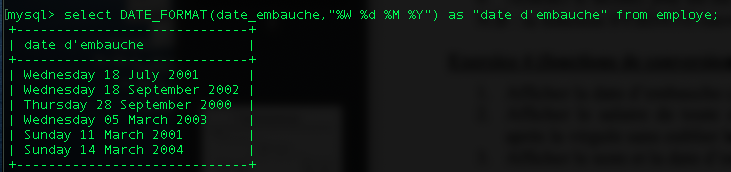 mysql> select DATE_FORMAT(date_embauche,"%W %d %M %Y") as "date d'embauche" from employe;
+-----------------------------+
| date d'embauche             |
+-----------------------------+
| Wednesday 18 July 2001      |
| Wednesday 18 September 2002 |
| Thursday 28 September 2000  |
| Wednesday 05 March 2003     |
| Sunday 11 March 2001        |
| Sunday 14 March 2004        |
+-----------------------------+